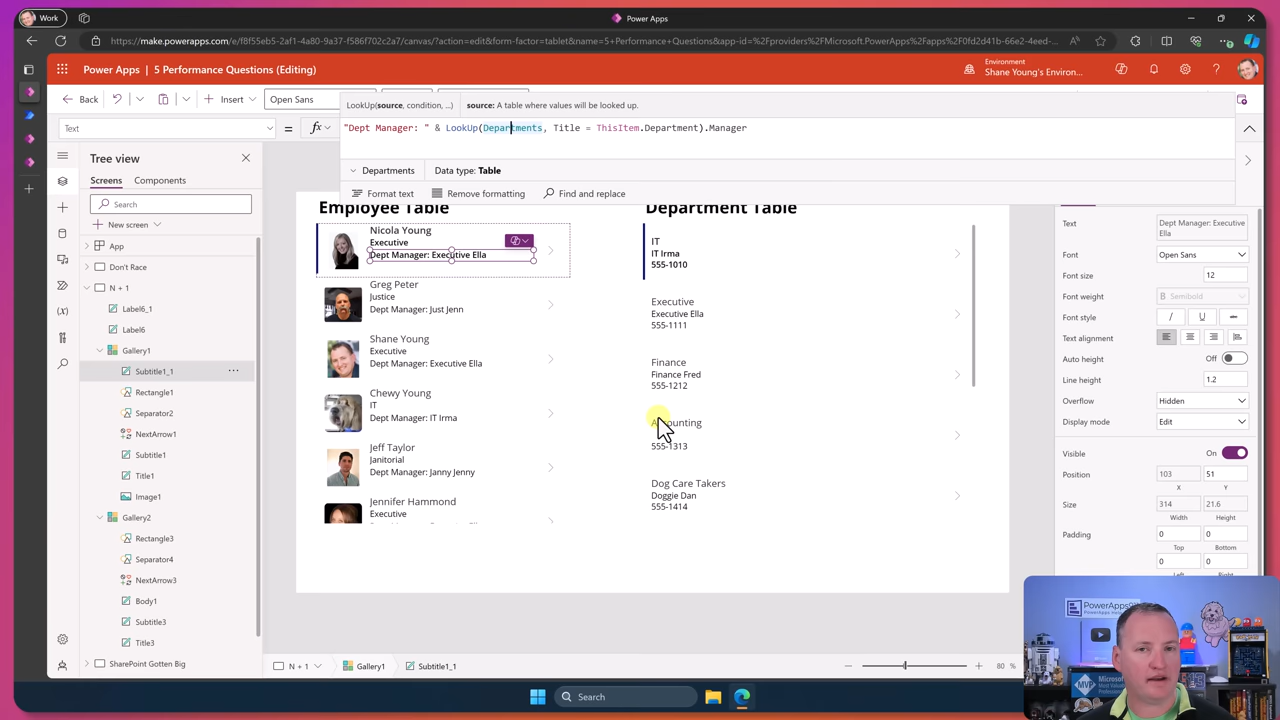 Work
Power Apps
https://make.powerapps.com/e/f8f55eb5-2af1-4a80-9a37-f586f702c2a7/canvas/?action=edit&form-factor=tablet&name=5+Performance+Questions&app-id=%2Fproviders%2FMicrosoft.PowerApps%2Fapps%2F0fd2d41b-66e2-4eed-...
Power Apps | 5 Performance Questions (Editing)
Environment
Shane Young's Environ...
Back
Insert
Open Sans
LookUp(source, condition, ...)
source: A table where values will be looked up.
Text
= fx
"Dept Manager: " & LookUp(Departments, Title = ThisItem.Department).Manager
Departments
Data type: Table
Format text
Remove formatting
Find and replace
Tree view
Screens
Components
Search
New screen
App
Don't Race
N + 1
Label6_1
Label6
Gallery1
Subtitle1_1
Rectangle1
Separator2
NextArrow1
Subtitle1
Title1
Image1
Gallery2
Rectangle3
Separator4
NextArrow3
Body1
Subtitle3
Title3
SharePoint Gotten Big
Employee Table
Nicola Young
Executive
Dept Manager: Executive Ella
Greg Peter
Justice
Dept Manager: Just Jenn
Shane Young
Executive
Dept Manager: Executive Ella
Chewy Young
IT
Dept Manager: IT Irma
Jeff Taylor
Janitorial
Dept Manager: Janny Jenny
Jennifer Hammond
Executive
Department Table
IT
IT Irma
555-1010
Executive
Executive Ella
555-1111
Finance
Finance Fred
555-1212
Accounting
555-1313
Dog Care Takers
Doggie Dan
555-1414
Text
Dept Manager: Executive Ella
Font
Open Sans
Font size
12
Font weight
B Semibold
Font style
Text alignment
Auto height
Off
Line height
1.2
Overflow
Hidden
Display mode
Edit
Visible
On
Position
103
51
X
Y
Size
314
21.6
Width
Height
Padding
0
0
Top
Bottom
0
0
N + 1
Gallery1
Subtitle1_1
80 %
Search
PowerApps9
Microsoft
MVP